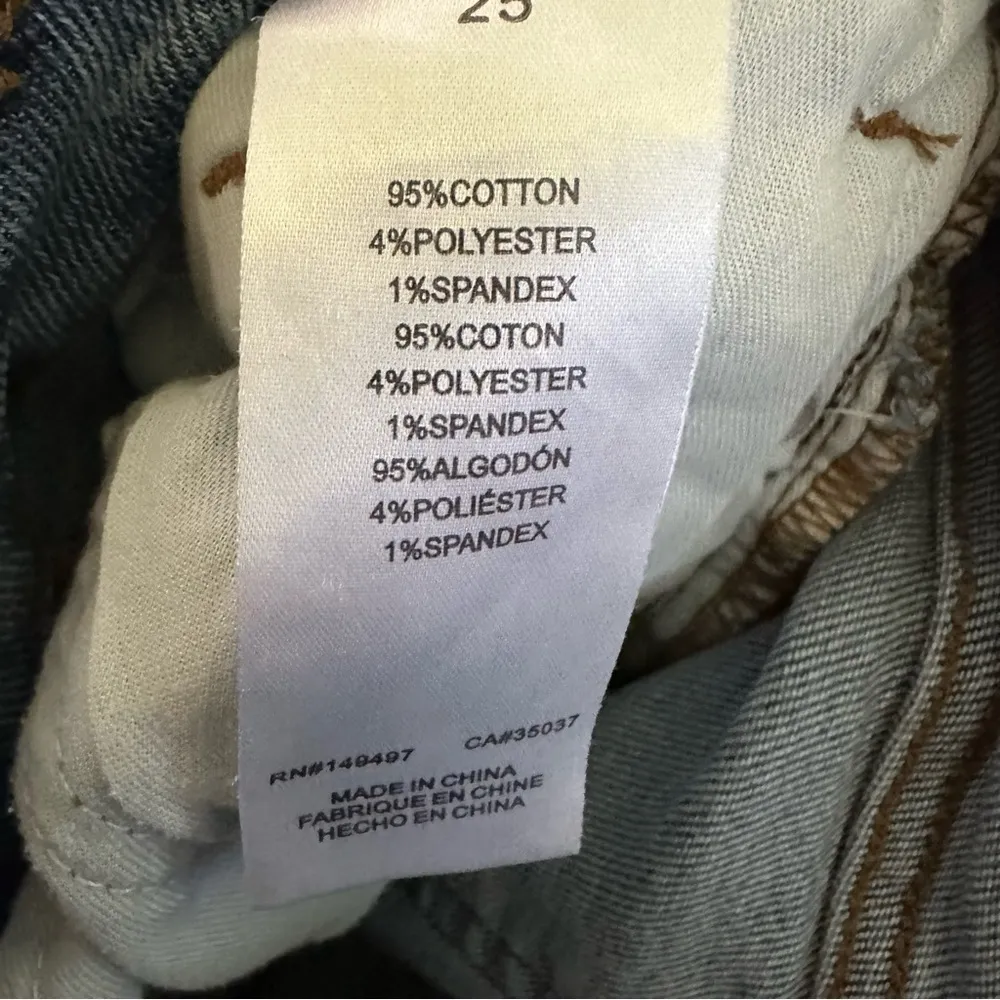 25
95%COTTON
4%POLYESTER
1%SPANDEX
95%COTON
4%POLYESTER
1%SPANDEX
95%ALGODÓN
4%POLIÉSTER
1%SPANDEX
RN#149497 CA#35037
MADE IN CHINA
FABRIQUE EN CHINE
HECHO EN CHINA